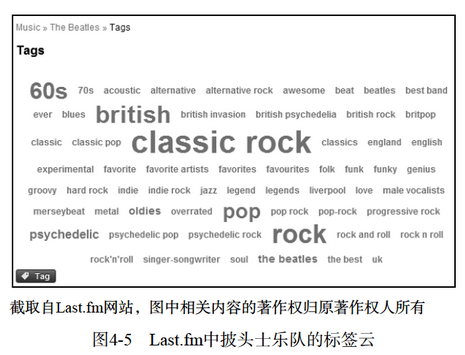 Music » The Beatles » Tags
Tags
60s 70s acoustic alternative alternative rock awesome beat beatles best band
ever blues british british invasion british psychedelia british rock britpop
classic classic pop classic rock classics england english
experimental favorite favorite artists favorites favourites folk funk funky genius
groovy hard rock indie indie rock jazz legend legends liverpool love male vocalists
merseybeat metal oldies overrated pop pop rock pop-rock progressive rock
psychedelic psychedelic pop psychedelic rock rock rock and roll rock n roll
rock'n'roll singer-songwriter soul the beatles the best uk
Tag
截取自Last.fm网站，图中相关内容的著作权归原著作权人所有
图4-5 Last.fm中披头士乐队的标签云